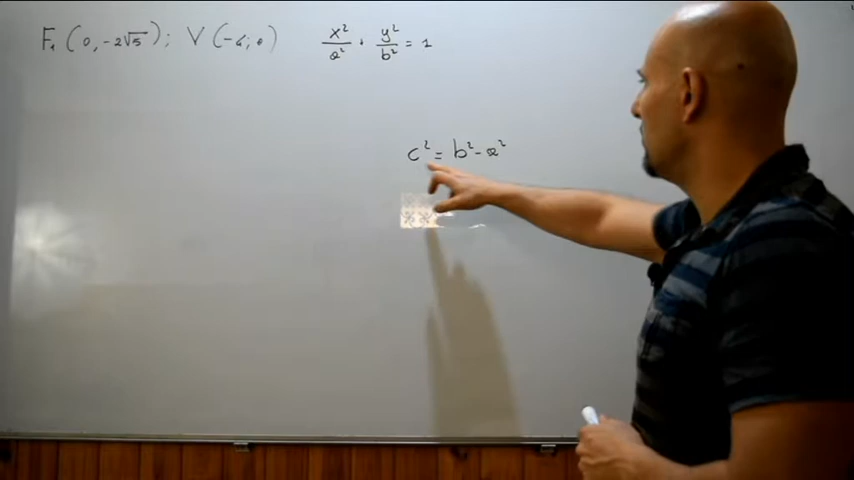 F₁ (0, -2√5); V (-4; 0) x²/a² + y²/b² = 1
c² = b² - a²